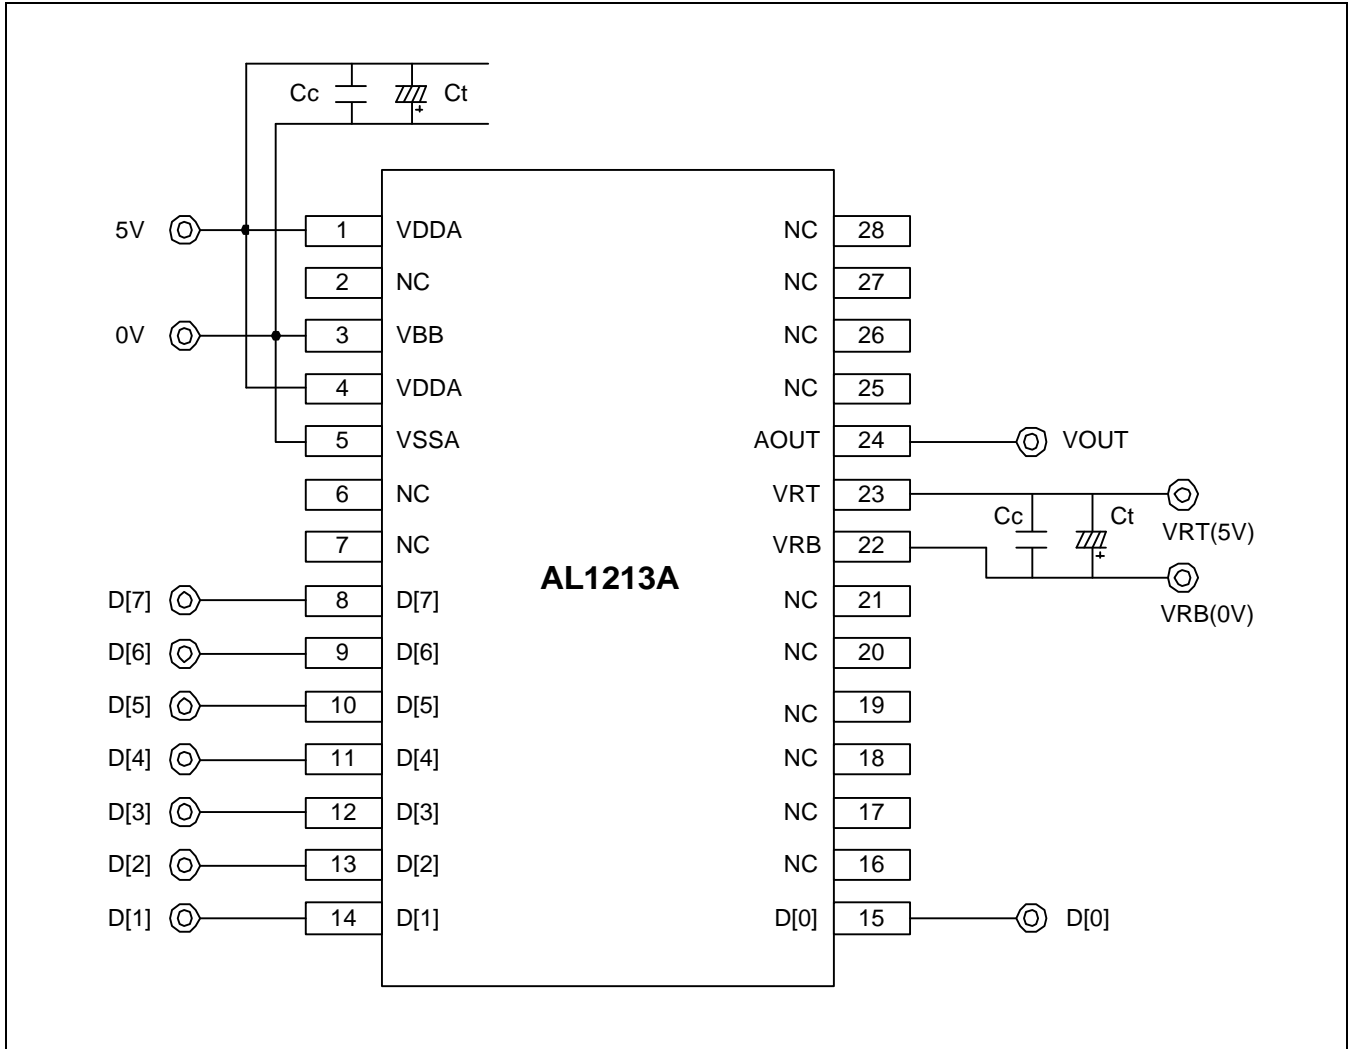 Cc Ct
+
5V 1 VDDA NC 28
2 NC NC 27
0V 3 VBB NC 26
4 VDDA NC 25
5 VSSA AOUT 24 VOUT
6 NC VRT 23
Cc Ct
+
VRT(5V)
7 NC VRB 22
AL1213A
D[7] 8 D[7] NC 21
VRB(0V)
D[6] 9 D[6] NC 20
D[5] 10 D[5] NC 19
D[4] 11 D[4] NC 18
D[3] 12 D[3] NC 17
D[2] 13 D[2] NC 16
D[1] 14 D[1] D[0] 15 D[0]